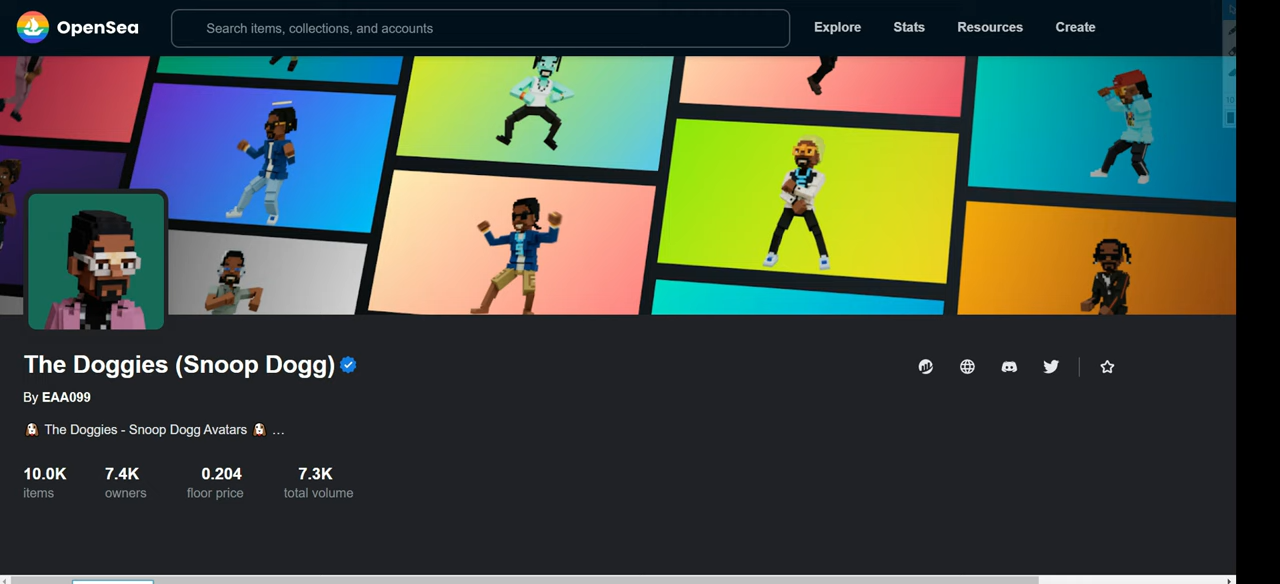 OpenSea Search items, collections, and accounts Explore Stats Resources Create
The Doggies (Snoop Dogg)
By EAA099
The Doggies - Snoop Dogg Avatars ...
10.0K 7.4K 0.204 7.3K
items owners floor price total volume